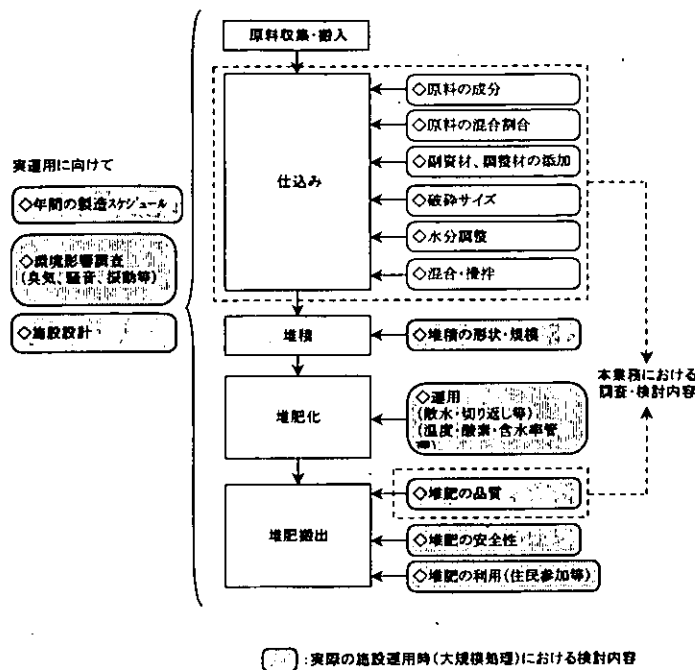 原料収集・搬入
◇原料の成分
◇原料の混合割合
◇副資材、調整材の添加
仕込み
◇破砕サイズ
◇水分調整
◇混合・攪拌
実運用に向けて
◇年間の製造スケジュール
◇環境影響調査
(臭気、騒音、振動等)
◇施設設計
堆積
◇堆積の形状・規模
堆肥化
◇運用
(散水・切り返し等)
(温度・酸素・含水率管
本業務における
調査・検討内容
◇堆肥の品質
堆肥搬出
◇堆肥の安全性
◇堆肥の利用(住民参加等)
:実際の施設運用時(大規模処理)における検討内容